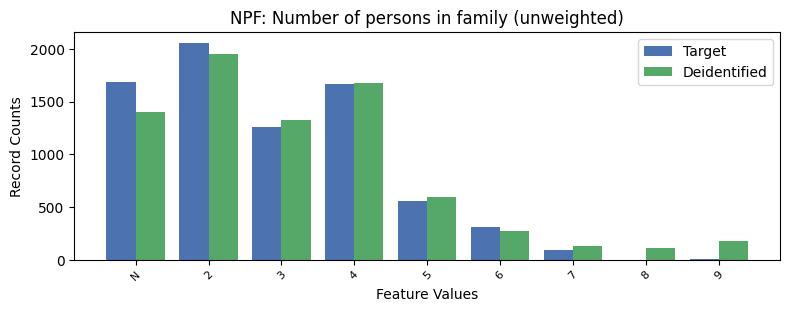 NPF: Number of persons in family (unweighted)
Target
Deidentified
Record Counts
2000
1500
1000
500
0
N 2 3 4 5 6 7 8 9
Feature Values